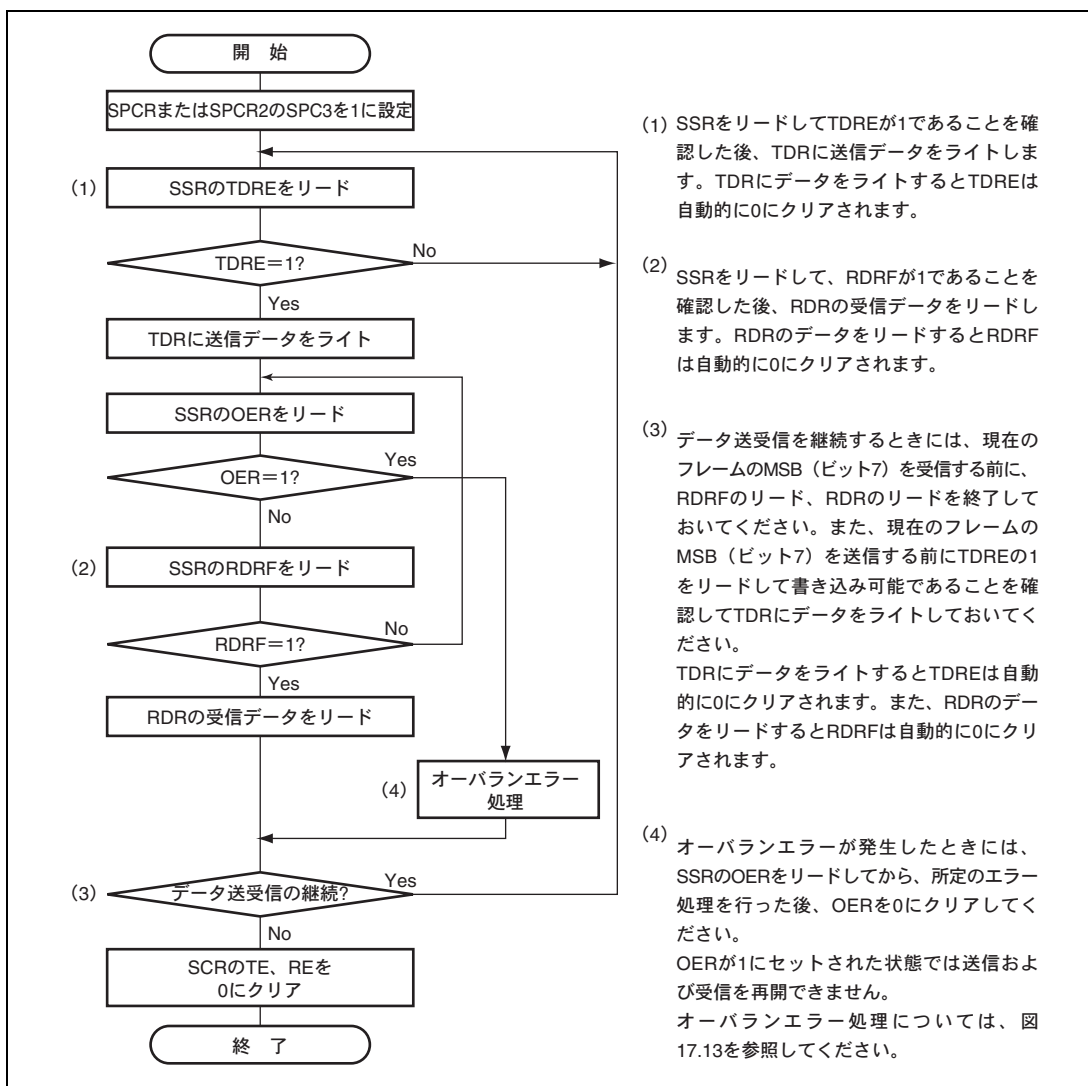 開 始
SPCRまたはSPCR2のSPC3を1に設定
(1)
SSRのTDREをリード
TDRE＝1?
No
Yes
TDRに送信データをライト
SSRのOERをリード
OER＝1?
Yes
No
(2)
SSRのRDRFをリード
RDRF＝1?
No
Yes
RDRの受信データをリード
(4)
オーバランエラー
処理
(3)
データ送受信の継続?
Yes
No
SCRのTE、REを
0にクリア
終 了
(1) SSRをリードしてTDREが1であることを確
認した後、TDRに送信データをライトしま
す。TDRにデータをライトするとTDREは
自動的に0にクリアされます。
(2) SSRをリードして、RDRFが1であることを
確認した後、RDRの受信データをリードし
ます。RDRのデータをリードするとRDRF
は自動的に0にクリアされます。
(3) データ送受信を継続するときには、現在の
フレームのMSB（ビット7）を受信する前に、
RDRFのリード、RDRのリードを終了して
おいてください。また、現在のフレームの
MSB（ビット7）を送信する前にTDREの1
をリードして書き込み可能であることを確
認してTDRにデータをライトしておいてく
ださい。
TDRにデータをライトするとTDREは自動
的に0にクリアされます。また、RDRのデー
タをリードするとRDRFは自動的に0にクリ
アされます。
(4) オーバランエラーが発生したときには、
SSRのOERをリードしてから、所定のエラー
処理を行った後、OERを0にクリアしてく
ださい。
OERが1にセットされた状態では送信およ
び受信を再開できません。
オーバランエラー処理については、図
17.13を参照してください。